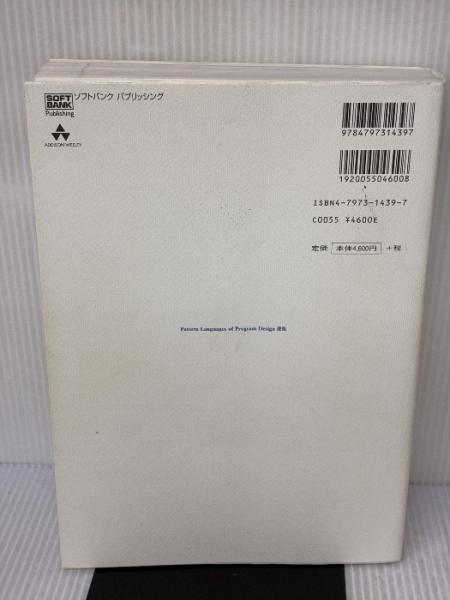 SOFT
BANK
Publishing
ソフトバンク パブリッシング
ADDISON WESLEY
9784797314397
1920055046008
ISBN4-7973-1439-7
C0055 ¥4600E
定価 本体4,600円 +税
Pattern Languages of Program Design 選集